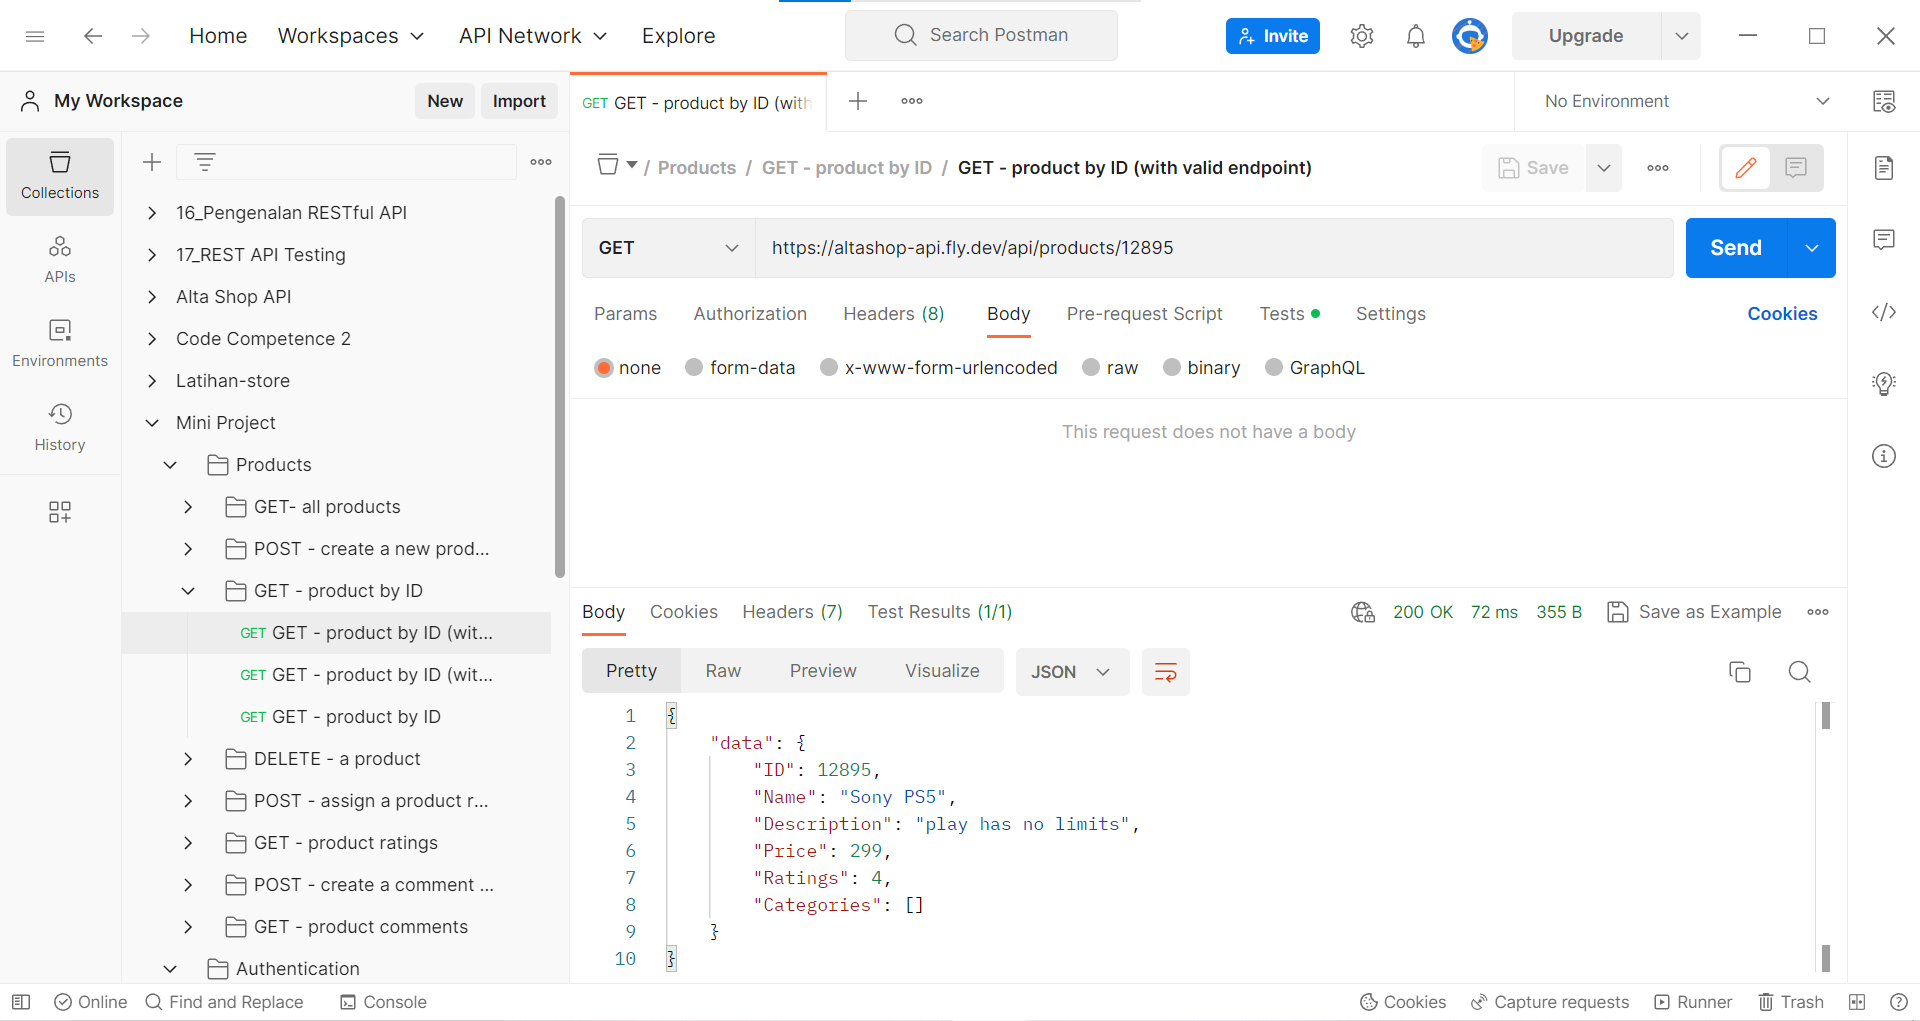 Home Workspaces API Network Explore Search Postman Invite Upgrade
My Workspace New Import
GET GET - product by ID (with
No Environment
Collections
APIs
Environments
History
16_Pengenalan RESTful API
17_REST API Testing
Alta Shop API
Code Competence 2
Latihan-store
Mini Project
Products
GET- all products
POST - create a new prod...
GET - product by ID
GET GET - product by ID (wit...
GET GET - product by ID (wit...
GET GET - product by ID
DELETE - a product
POST - assign a product r...
GET - product ratings
POST - create a comment ...
GET - product comments
Authentication
/ Products / GET - product by ID / GET - product by ID (with valid endpoint) Save
GET https://altashop-api.fly.dev/api/products/12895 Send
Params Authorization Headers (8) Body Pre-request Script Tests Settings Cookies
none form-data x-www-form-urlencoded raw binary GraphQL
This request does not have a body
Body Cookies Headers (7) Test Results (1/1) 200 OK 72 ms 355 B Save as Example
Pretty Raw Preview Visualize JSON
1 {
2 "data": {
3 "ID": 12895,
4 "Name": "Sony PS5",
5 "Description": "play has no limits",
6 "Price": 299,
7 "Ratings": 4,
8 "Categories": []
9 }
10 }
Online Find and Replace Console Cookies Capture requests Runner Trash